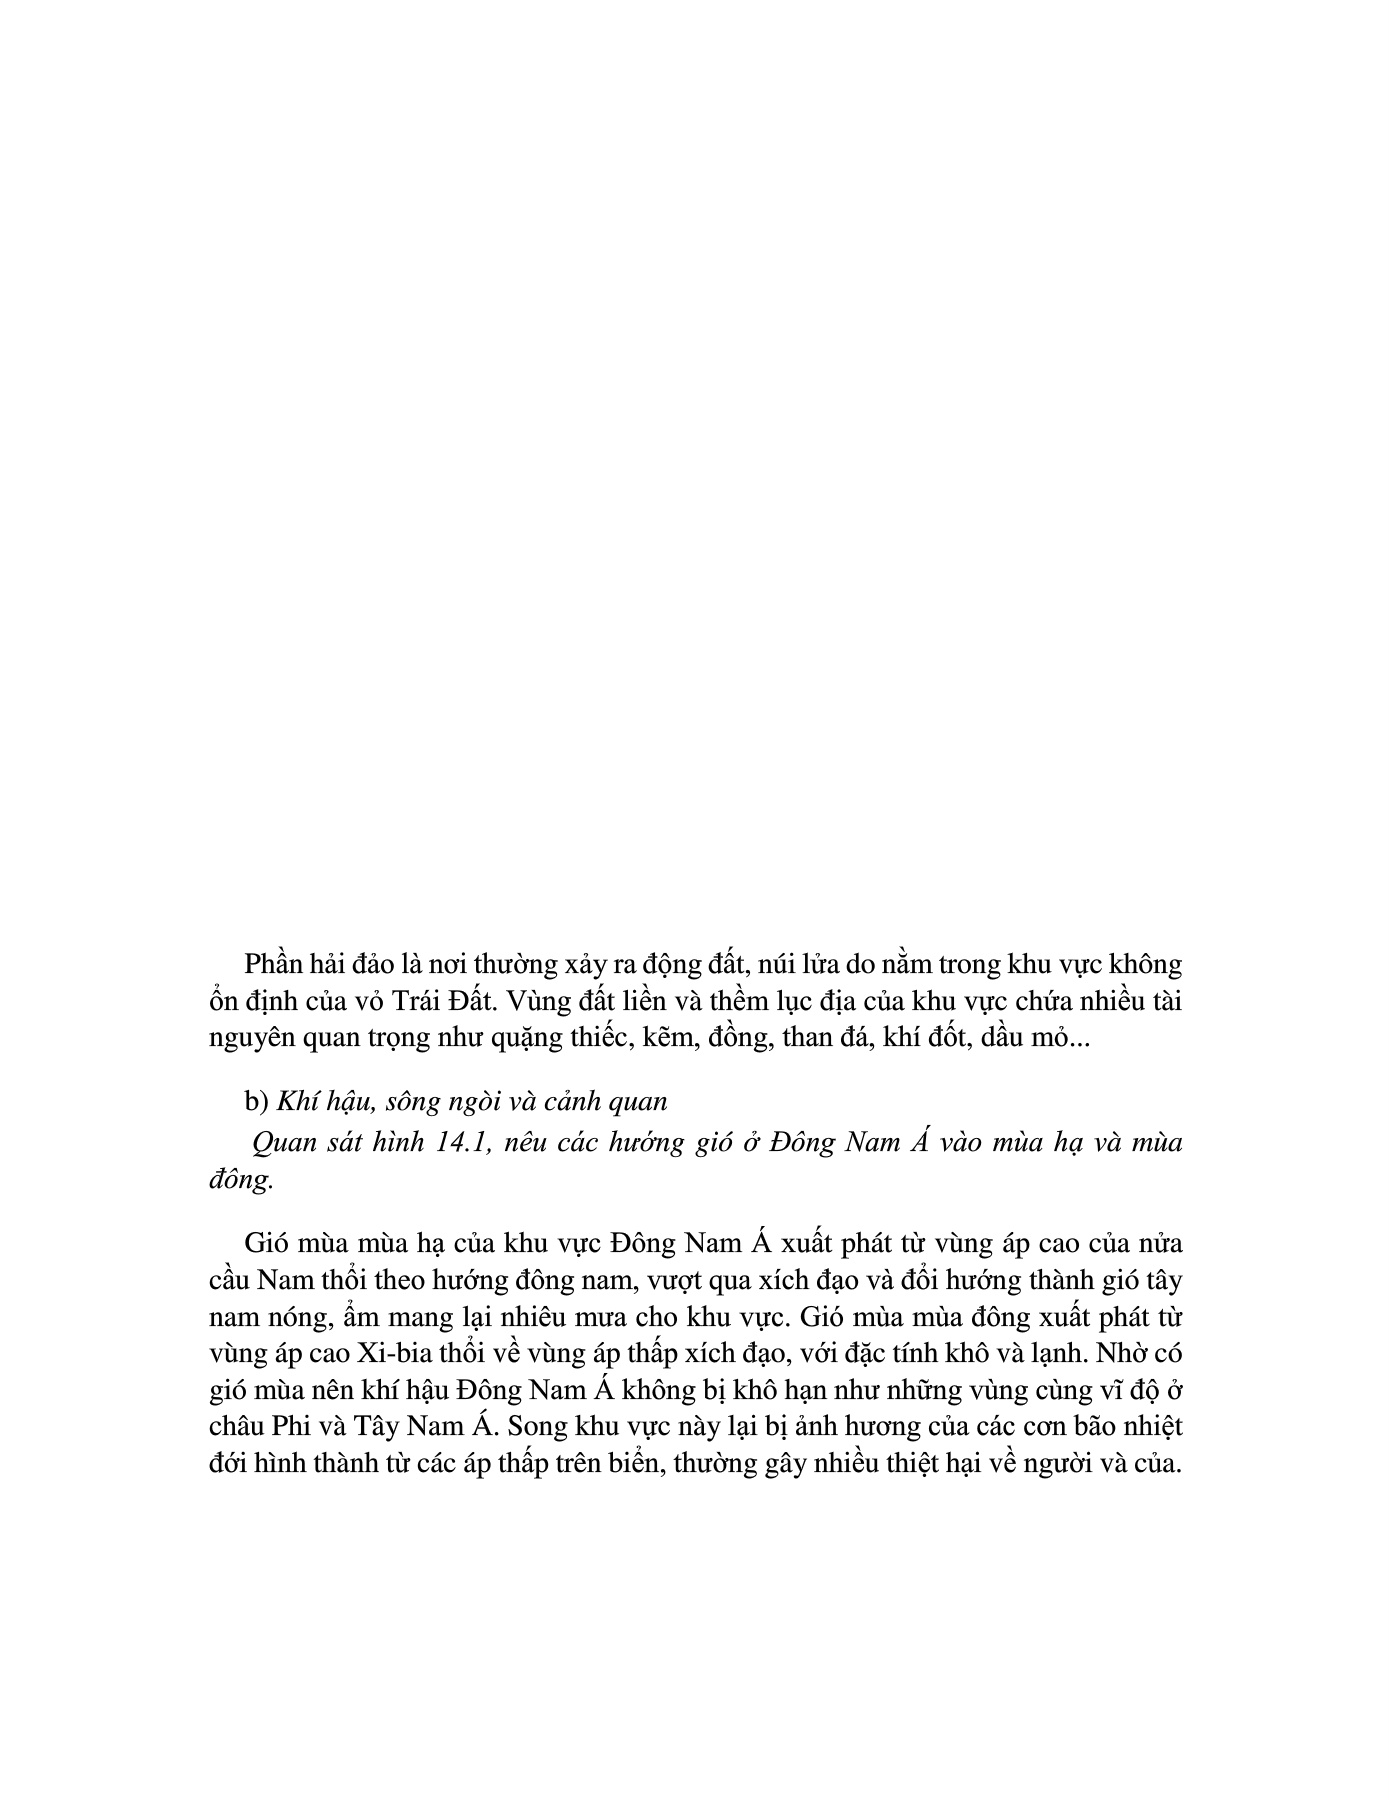 Phần hải đảo là nơi thường xảy ra động đất, núi lửa do nằm trong khu vực không
ổn định của vỏ Trái Đất. Vùng đất liền và thềm lục địa của khu vực chứa nhiều tài
nguyên quan trọng như quặng thiếc, kẽm, đồng, than đá, khí đốt, dầu mỏ...
b) Khí hậu, sông ngòi và cảnh quan
Quan sát hình 14.1, nêu các hướng gió ở Đông Nam Á vào mùa hạ và mùa
đông.
Gió mùa mùa hạ của khu vực Đông Nam Á xuất phát từ vùng áp cao của nửa
cầu Nam thổi theo hướng đông nam, vượt qua xích đạo và đổi hướng thành gió tây
nam nóng, ẩm mang lại nhiêu mưa cho khu vực. Gió mùa mùa đông xuất phát từ
vùng áp cao Xi-bia thổi về vùng áp thấp xích đạo, với đặc tính khô và lạnh. Nhờ có
gió mùa nên khí hậu Đông Nam Á không bị khô hạn như những vùng cùng vĩ độ ở
châu Phi và Tây Nam Á. Song khu vực này lại bị ảnh hương của các cơn bão nhiệt
đới hình thành từ các áp thấp trên biển, thường gây nhiều thiệt hại về người và của.